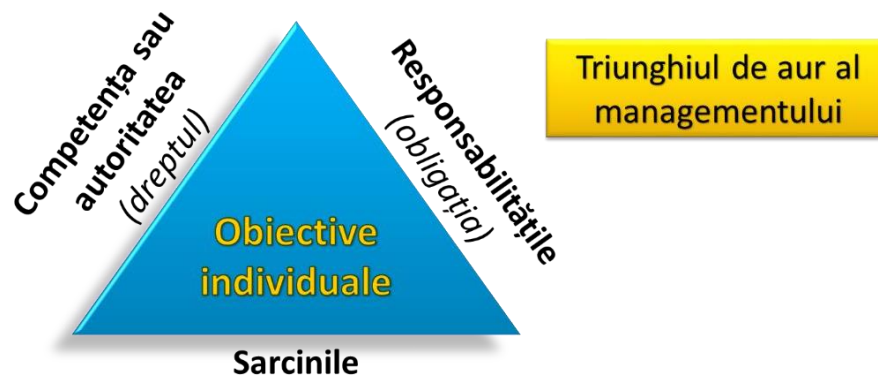 Competența sau
autoritatea
(dreptul)
Responsabilitățile
(obligația)
Triunghiul de aur al
managementului
Obiective
individuale
Sarcinile